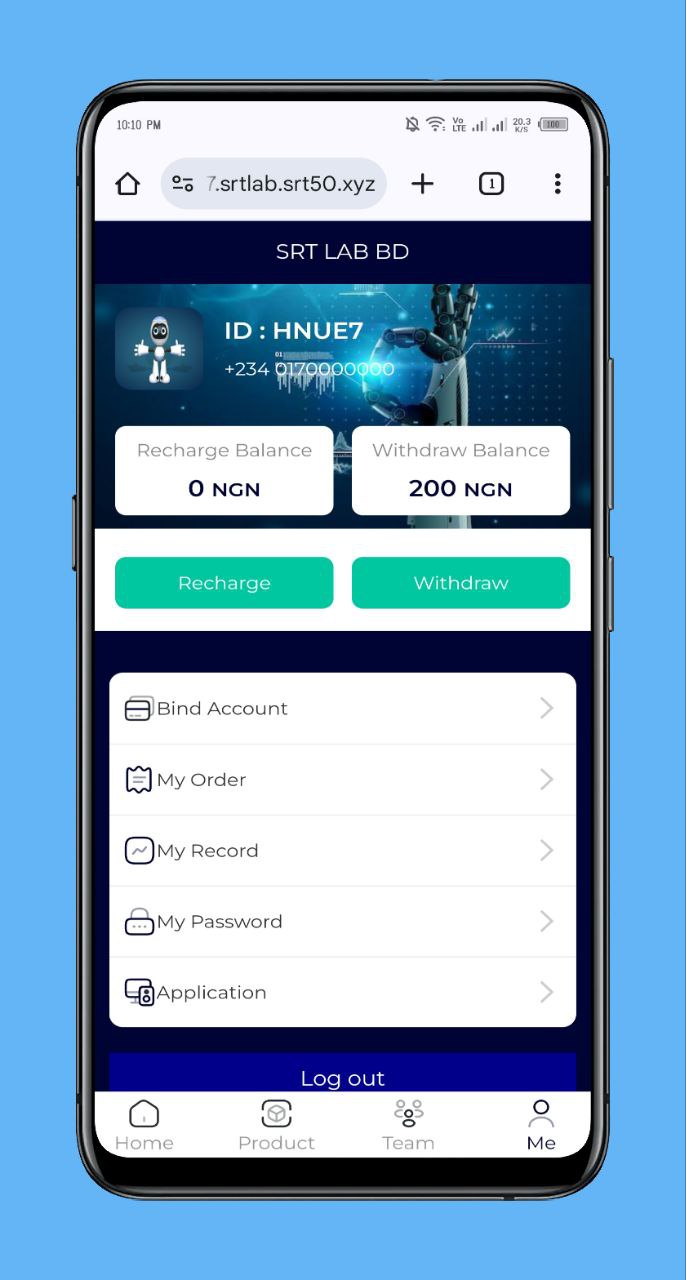 10:10 PM
Vo LTE
20.3 K/S
100
7.srtlab.srt50.xyz
1
SRT LAB BD
ID : HNUE7
01
+234 0170000000
Recharge Balance
Withdraw Balance
0 NGN
200 NGN
Recharge
Withdraw
Bind Account
My Order
My Record
My Password
Application
Log out
Home
Product
Team
Me